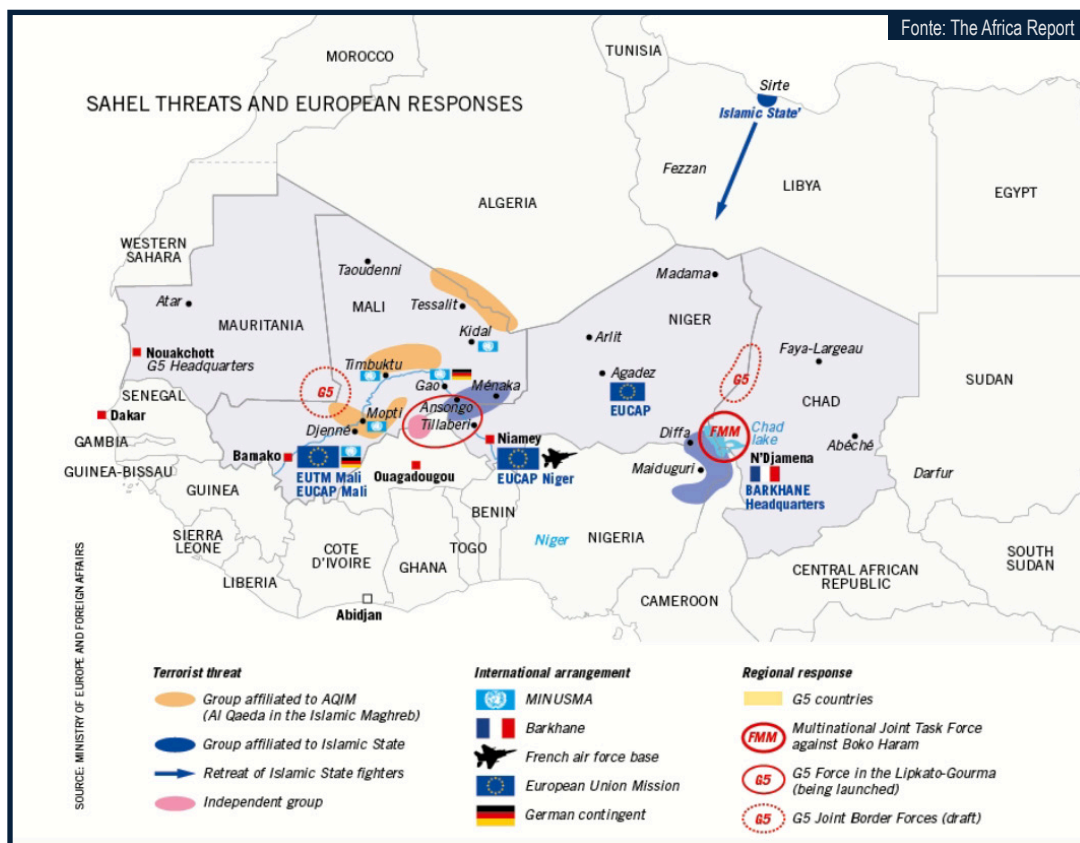 Fonte: The Africa Report
SAHEL THREATS AND EUROPEAN RESPONSES
MOROCCO
TUNISIA
Sirte
Islamic State'
Fezzan
LIBYA
EGYPT
ALGERIA
WESTERN
SAHARA
Taoudenni
Madama
Atar
MALI
Tessalit
NIGER
MAURITANIA
Kidal
Arlit
Faya-Largeau
Nouakchott
G5 Headquarters
Timbuktu
Agadez
G5
SUDAN
G5
Gao
Ménaka
EUCAP
CHAD
SENEGAL
Ansongo
Dakar
Mopti
Tillaberi
Diffa
FMM
Chad
lake
Djenné
Niamey
Abéché
GAMBIA
Bamako
N'Djamena
Maiduguri
GUINEA-BISSAU
EUTM Mali
EUCAP Mali
Ouagadougou
EUCAP Niger
BARKHANE
Headquarters
Darfur
GUINEA
BENIN
SIERRA
LEONE
COTE
D'IVOIRE
GHANA
TOGO
Niger
NIGERIA
SOUTH
SUDAN
LIBERIA
CENTRAL AFRICAN
REPUBLIC
CAMEROON
Abidjan
SOURCE: MINISTRY OF EUROPE AND FOREIGN AFFAIRS
Terrorist threat
Group affiliated to AQIM
(Al Qaeda in the Islamic Maghreb)
Group affiliated to Islamic State
Retreat of Islamic State fighters
Independent group
International arrangement
MINUSMA
Barkhane
French air force base
European Union Mission
German contingent
Regional response
G5 countries
FMM
Multinational Joint Task Force
against Boko Haram
G5
G5 Force in the Lipkato-Gourma
(being launched)
G5
G5 Joint Border Forces (draft)